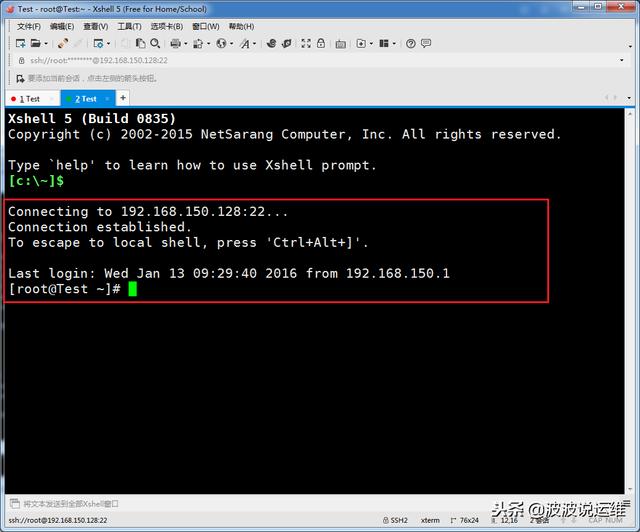 Test - root@Test:~ - Xshell 5 (Free for Home/School)
文件(F) 编辑(E) 查看(V) 工具(T) 选项卡(B) 窗口(W) 帮助(H)
ssh://root:********@192.168.150.128:22
要添加当前会话，点击左侧的箭头按钮。
1 Test 2 Test
Xshell 5 (Build 0835)
Copyright (c) 2002-2015 NetSarang Computer, Inc. All rights reserved.
Type `help' to learn how to use Xshell prompt.
[c:\~]$
Connecting to 192.168.150.128:22...
Connection established.
To escape to local shell, press 'Ctrl+Alt+]'.
Last login: Wed Jan 13 09:29:40 2016 from 192.168.150.1
[root@Test ~]#
将文本发送到全部Xshell窗口
ssh://root@192.168.150.128:22 SSH2 xterm 76x24 12,16 2 会话 CAP NUM
头条@波波说运维